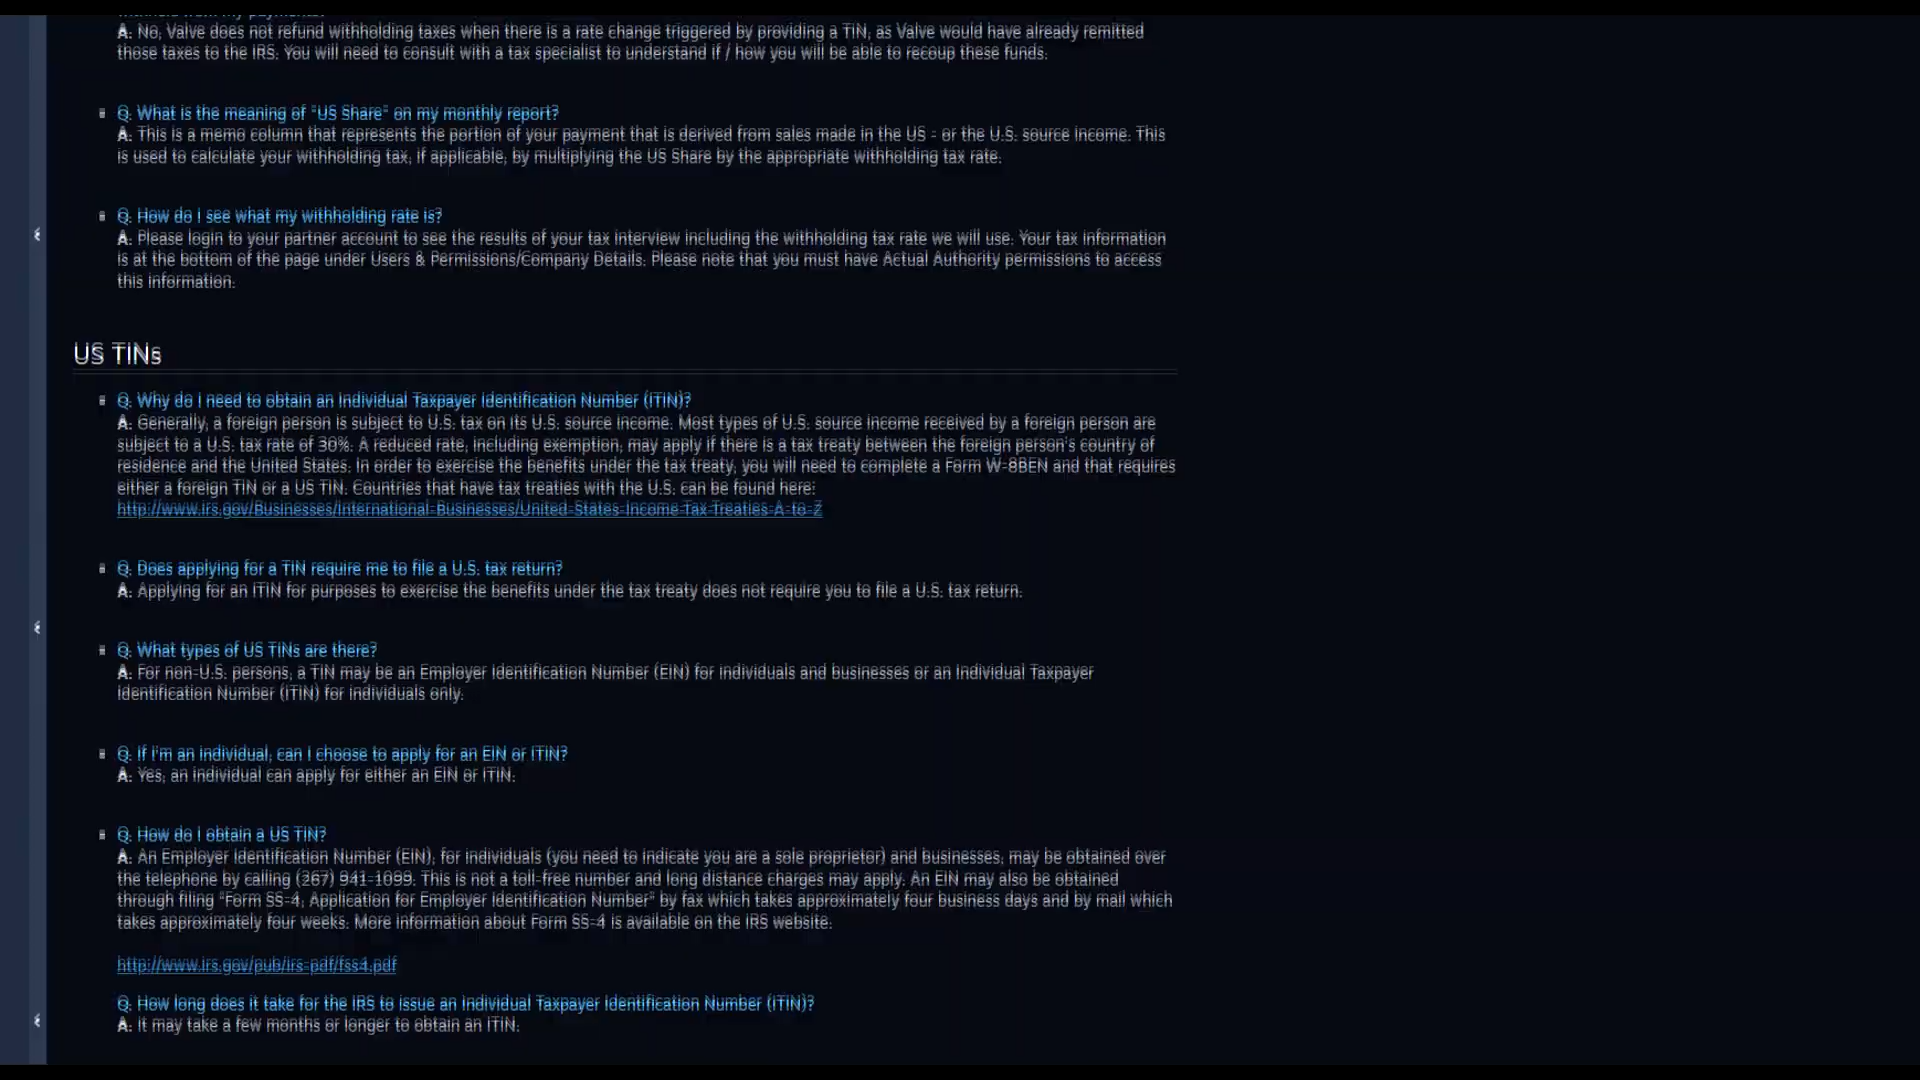 A. No, Valve does not refund withholding taxes when there is a rate change triggered by providing a TIN, as Valve would have already remitted
those taxes to the IRS. You will need to consult with a tax specialist to understand if / how you will be able to recoup these funds.
Q. What is the meaning of "US Share" on my monthly report?
A. This is a memo column that represents the portion of your payment that is derived from sales made in the US - or the U.S. source income. This
is used to calculate your withholding tax, if applicable, by multiplying the US Share by the appropriate withholding tax rate.
Q. How do I see what my withholding rate is?
A. Please login to your partner account to see the results of your tax interview including the withholding tax rate we will use. Your tax information
is at the bottom of the page under Users & Permissions/Company Details. Please note that you must have Actual Authority permissions to access
this information.
US TINs
Q. Why do I need to obtain an Individual Taxpayer Identification Number (ITIN)?
A. Generally, a foreign person is subject to U.S. tax on its U.S. source income. Most types of U.S. source income received by a foreign person are
subject to a U.S. tax rate of 30%. A reduced rate, including exemption, may apply if there is a tax treaty between the foreign person's country of
residence and the United States. In order to exercise the benefits under the tax treaty, you will need to complete a Form W-8BEN and that requires
either a foreign TIN or a US TIN. Countries that have tax treaties with the U.S. can be found here:
http://www.irs.gov/Businesses/International-Businesses/United-States-Income-Tax-Treaties-A-to-Z
Q. Does applying for a TIN require me to file a U.S. tax return?
A. Applying for an ITIN for purposes to exercise the benefits under the tax treaty does not require you to file a U.S. tax return.
Q. What types of US TINs are there?
A. For non-U.S. persons, a TIN may be an Employer Identification Number (EIN) for individuals and businesses or an Individual Taxpayer
Identification Number (ITIN) for individuals only.
Q. If I'm an individual, can I choose to apply for an EIN or ITIN?
A. Yes, an individual can apply for either an EIN or ITIN.
Q. How do I obtain a US TIN?
A. An Employer Identification Number (EIN), for individuals (you need to indicate you are a sole proprietor) and businesses, may be obtained over
the telephone by calling (267) 941-1099. This is not a toll-free number and long distance charges may apply. An EIN may also be obtained
through filing "Form SS-4, Application for Employer Identification Number" by fax which takes approximately four business days and by mail which
takes approximately four weeks. More information about Form SS-4 is available on the IRS website.
http://www.irs.gov/pub/irs-pdf/fss4.pdf
Q. How long does it take for the IRS to issue an Individual Taxpayer Identification Number (ITIN)?
A. It may take a few months or longer to obtain an ITIN.